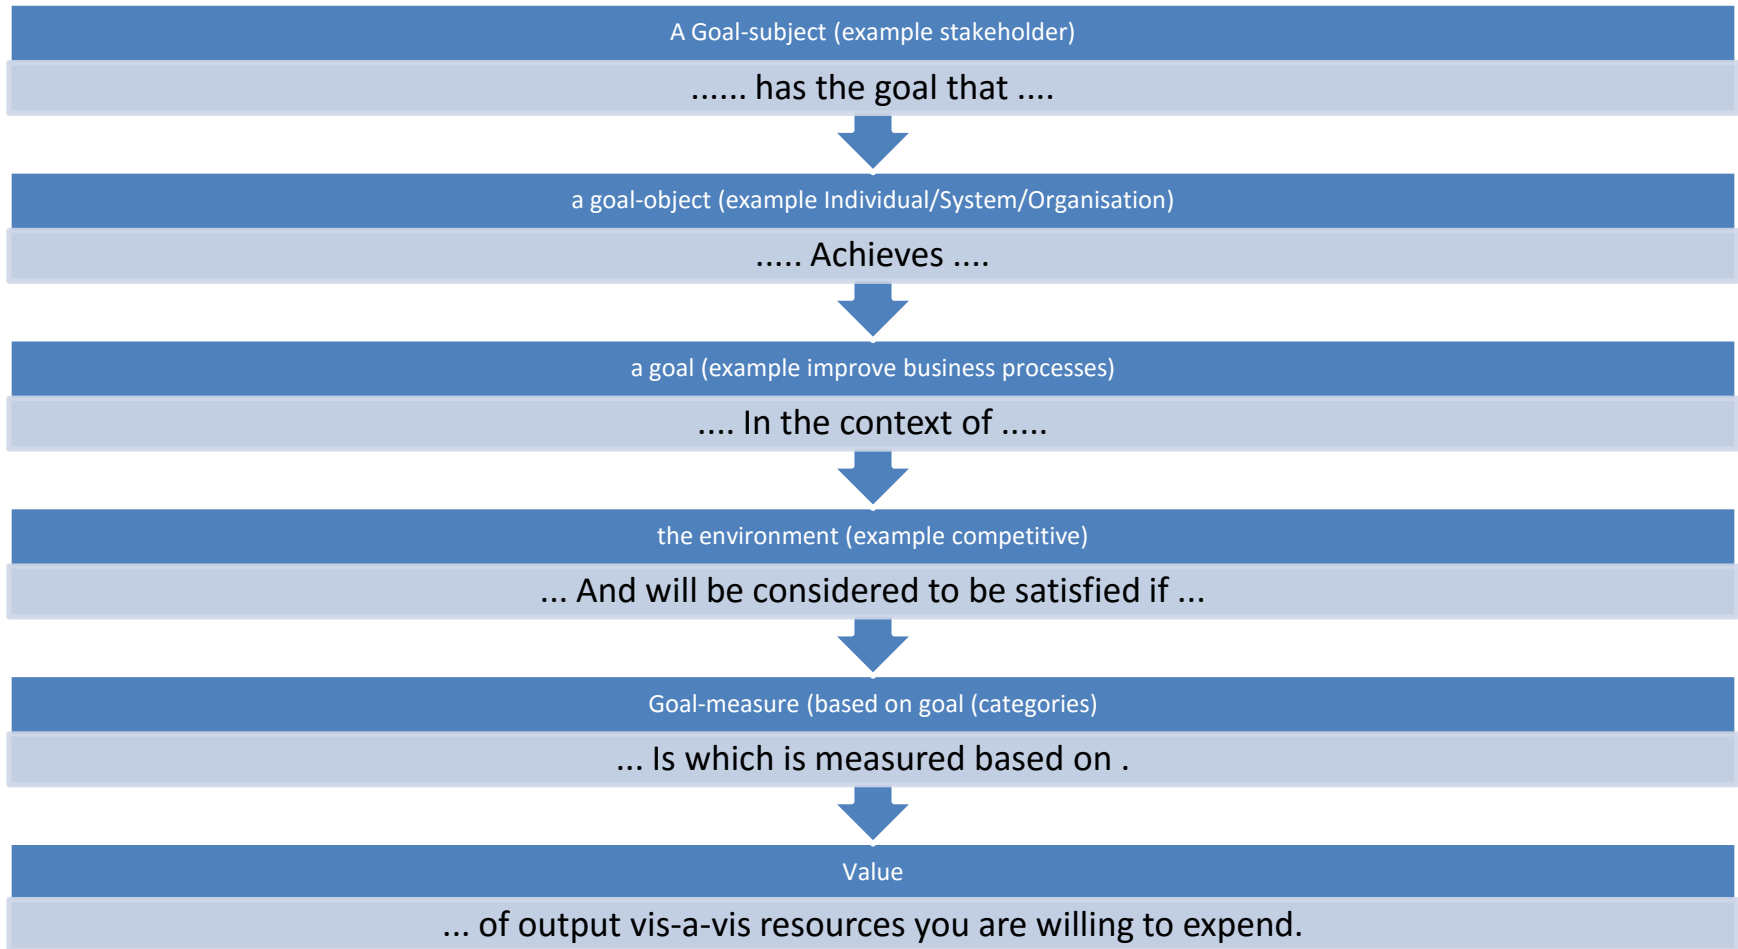 A Goal-subject (example stakeholder)
...... has the goal that ....
a goal-object (example Individual/System/Organisation)
..... Achieves ....
a goal (example improve business processes)
.... In the context of .....
the environment (example competitive)
... And will be considered to be satisfied if ...
Goal-measure (based on goal (categories)
... Is which is measured based on .
Value
... of output vis-a-vis resources you are willing to expend.